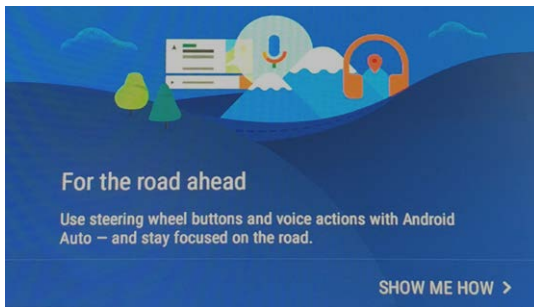 For the road ahead
Use steering wheel buttons and voice actions with Android
Auto — and stay focused on the road.
SHOW ME HOW >